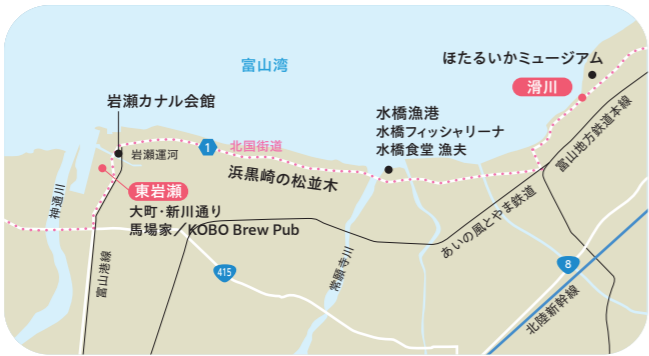 富山湾
ほたるいかミュージアム
滑川
岩瀬カナル会館
水橋漁港
水橋フィッシャリーナ
水橋食堂 漁夫
富山地方鉄道本線
1
北国街道
岩瀬運河
浜黒崎の松並木
東岩瀬
大町・新川通り
馬場家／KOBO Brew Pub
神通川
あいの風とやま鉄道
富山港線
415
常願寺川
8
北陸新幹線